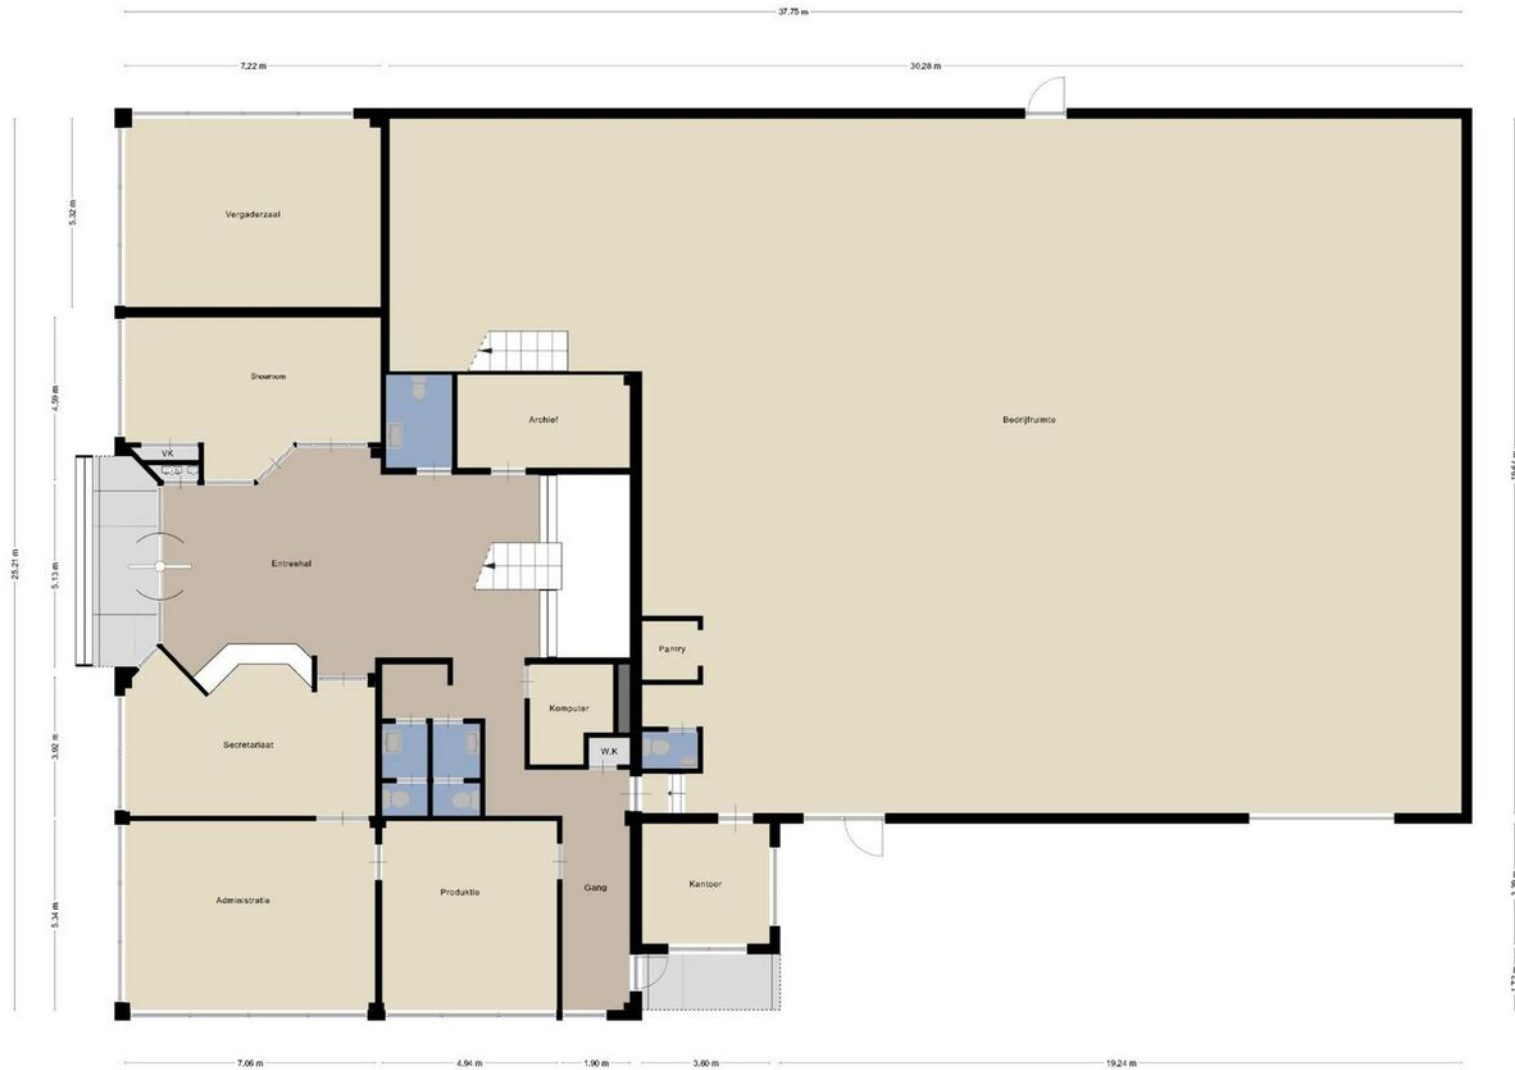 37.75 m
7.22 m
30.28 m
5.32 m
Vergaderzaal
Showroom
4.59 m
VK
Archief
Bedrijfruimte
25.21 m
5.13 m
Entreehal
Pantry
Komputer
3.92 m
Secretariaat
W.K
Administratie
Produktie
Gang
Kantoor
5.34 m
7.06 m
4.94 m
1.90 m
3.60 m
19.24 m